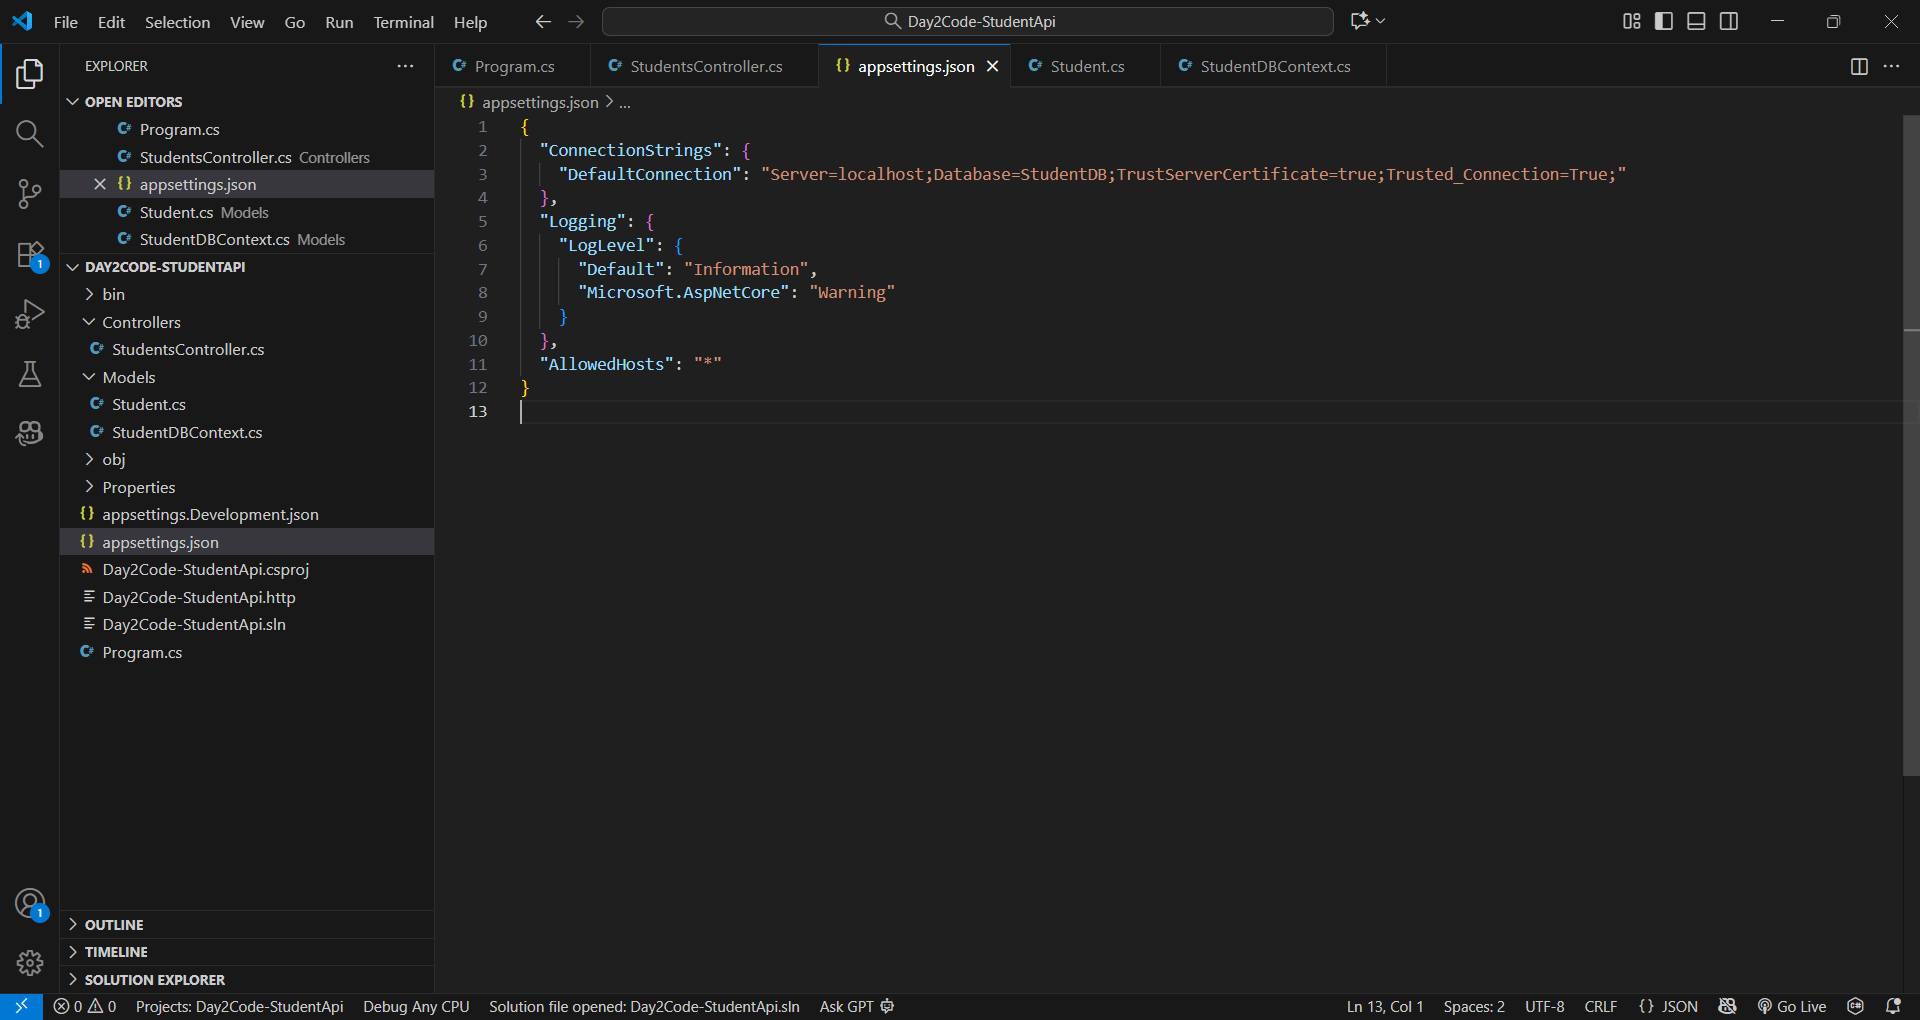 File Edit Selection View Go Run Terminal Help
Day2Code-StudentApi
EXPLORER
OPEN EDITORS
Program.cs
StudentsController.cs Controllers
appsettings.json
Student.cs Models
StudentDBContext.cs Models
DAY2CODE-STUDENTAPI
bin
Controllers
StudentsController.cs
Models
Student.cs
StudentDBContext.cs
obj
Properties
appsettings.Development.json
appsettings.json
Day2Code-StudentApi.csproj
Day2Code-StudentApi.http
Day2Code-StudentApi.sln
Program.cs
OUTLINE
TIMELINE
SOLUTION EXPLORER
1
1
Program.cs StudentsController.cs appsettings.json Student.cs StudentDBContext.cs
appsettings.json > ...
1 {
2 "ConnectionStrings": {
3 "DefaultConnection": "Server=localhost;Database=StudentDB;TrustServerCertificate=true;Trusted_Connection=True;"
4 },
5 "Logging": {
6 "LogLevel": {
7 "Default": "Information",
8 "Microsoft.AspNetCore": "Warning"
9 }
10 },
11 "AllowedHosts": "*"
12 }
13
0 0 Projects: Day2Code-StudentApi Debug Any CPU Solution file opened: Day2Code-StudentApi.sln Ask GPT Ln 13, Col 1 Spaces: 2 UTF-8 CRLF {} JSON Go Live